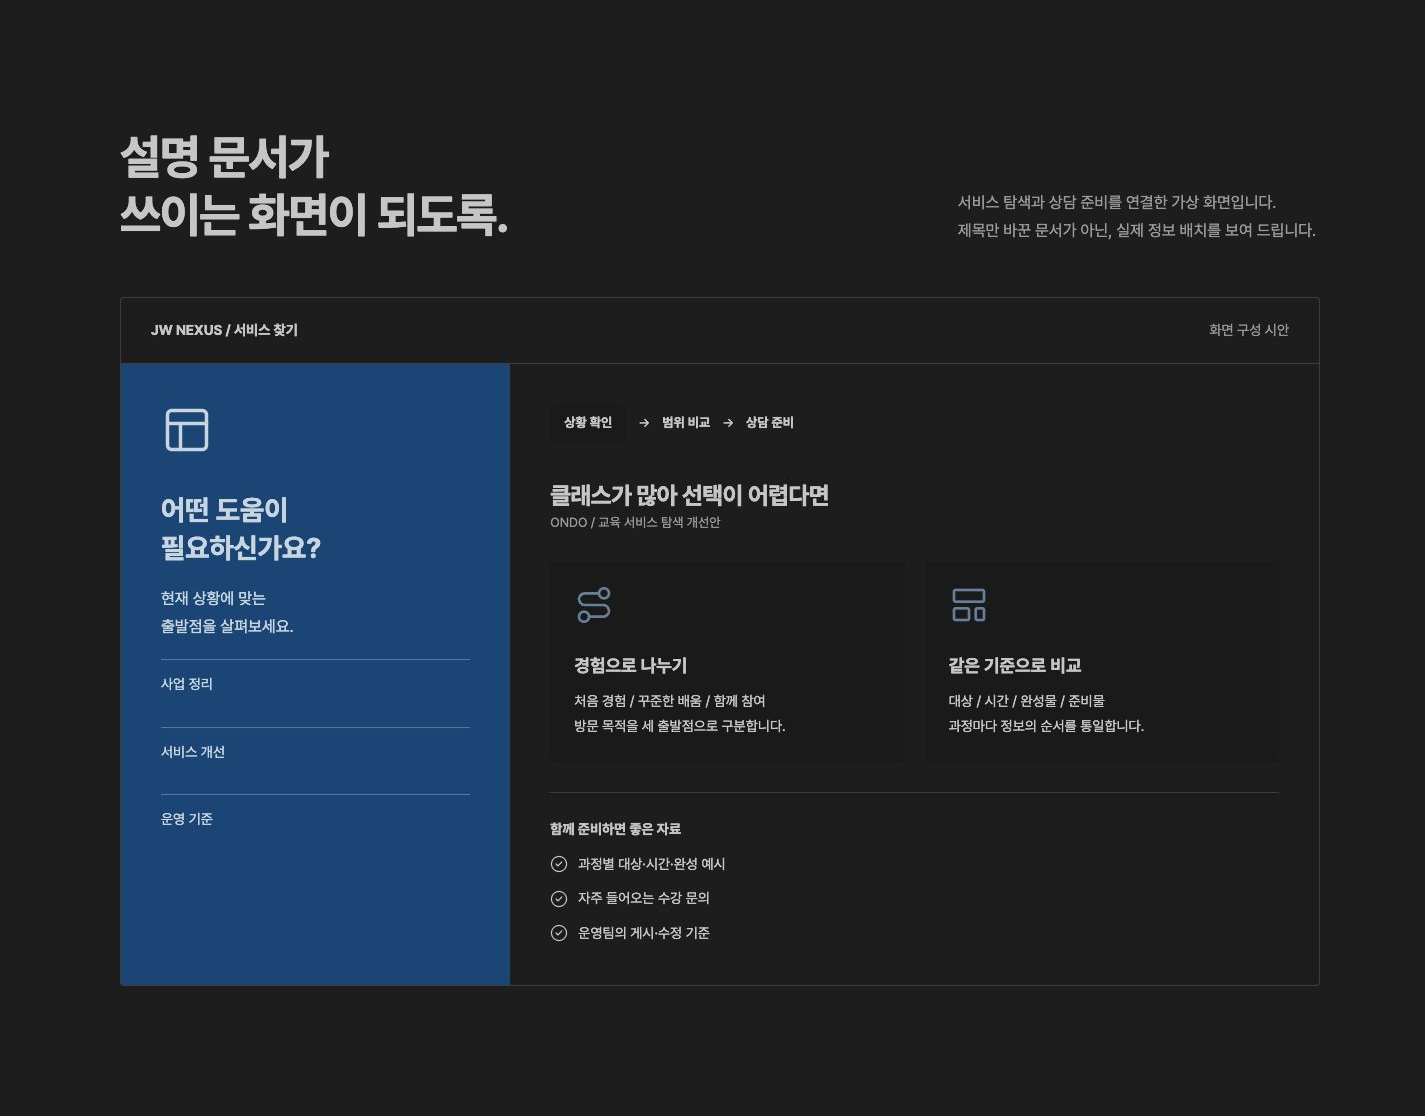 설명 문서가
쓰이는 화면이 되도록.
서비스 탐색과 상담 준비를 연결한 가상 화면입니다.
제목만 바꾼 문서가 아닌, 실제 정보 배치를 보여 드립니다.
JW NEXUS / 서비스 찾기
화면 구성 시안
어떤 도움이
필요하신가요?
현재 상황에 맞는
출발점을 살펴보세요.
사업 정리
서비스 개선
운영 기준
상황 확인 → 범위 비교 → 상담 준비
클래스가 많아 선택이 어렵다면
ONDO / 교육 서비스 탐색 개선안
경험으로 나누기
처음 경험 / 꾸준한 배움 / 함께 참여
방문 목적을 세 출발점으로 구분합니다.
같은 기준으로 비교
대상 / 시간 / 완성물 / 준비물
과정마다 정보의 순서를 통일합니다.
함께 준비하면 좋은 자료
과정별 대상·시간·완성 예시
자주 들어오는 수강 문의
운영팀의 게시·수정 기준